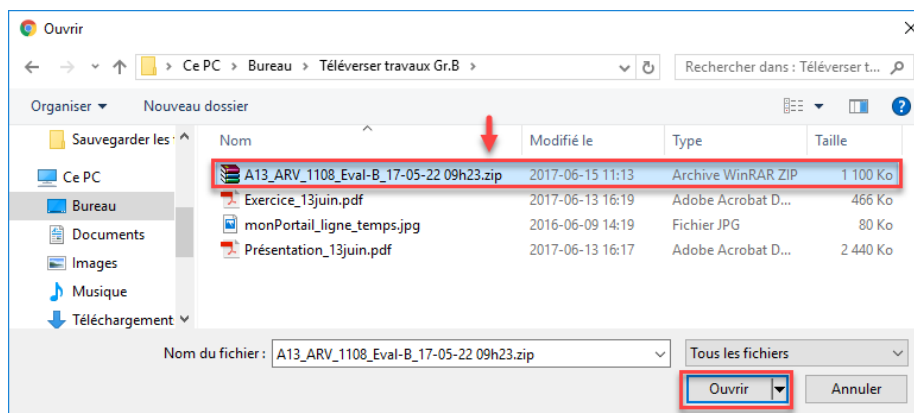 Ouvrir
Ce PC > Bureau > Téléverser travaux Gr.B >
Rechercher dans : Téléverser t...
Organiser Nouveau dossier
Sauvegarder les
Ce PC
Bureau
Documents
Images
Musique
Téléchargement
Nom Modifié le Type Taille
A13_ARV_1108_Eval-B_17-05-22 09h23.zip 2017-06-15 11:13 Archive WinRAR ZIP 1 100 Ko
Exercice_13juin.pdf 2017-06-13 16:19 Adobe Acrobat D... 466 Ko
monPortail_ligne_temps.jpg 2016-06-09 14:19 Fichier JPG 80 Ko
Présentation_13juin.pdf 2017-06-13 16:17 Adobe Acrobat D... 2 440 Ko
Nom du fichier : A13_ARV_1108_Eval-B_17-05-22 09h23.zip Tous les fichiers
Ouvrir Annuler